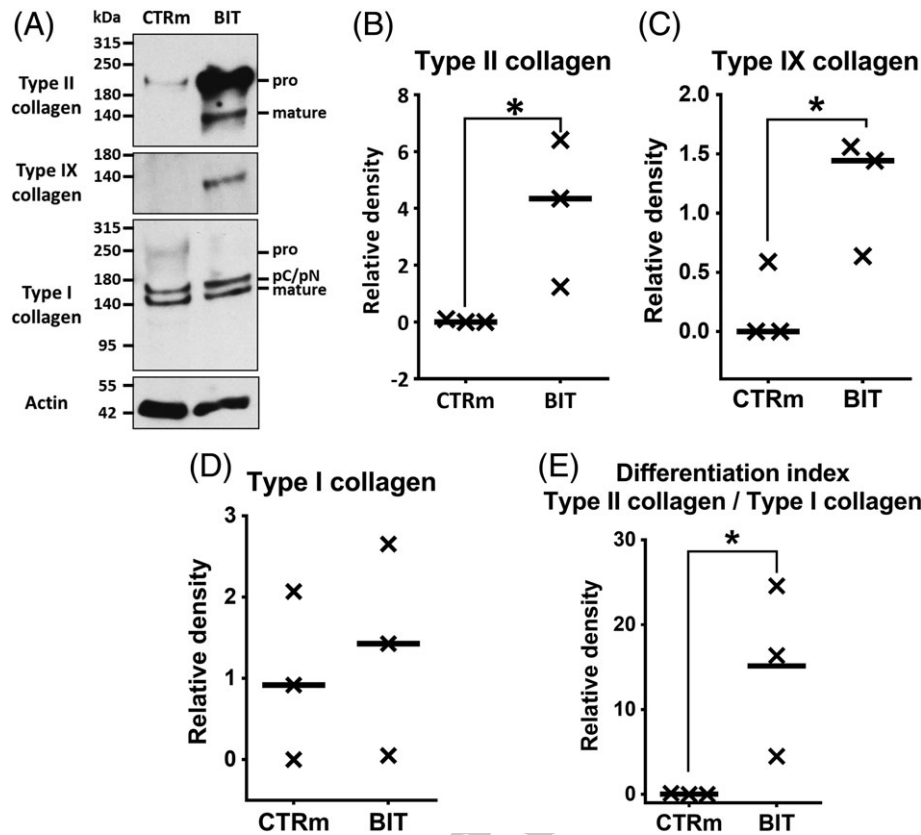 (A)
kDa CTRm BIT
Type II collagen
315
250
180
140
pro
mature
Type IX collagen
180
140
Type I collagen
315
250
180
140
95
pro
pC/pN
mature
Actin
55
42
(B)
Type II collagen
Relative density
8
6
4
2
0
-2
*
CTRm BIT
(C)
Type IX collagen
Relative density
2.0
1.5
1.0
0.5
0.0
*
CTRm BIT
(D)
Type I collagen
Relative density
3
2
1
0
CTRm BIT
(E)
Differentiation index
Type II collagen / Type I collagen
Relative density
30
20
10
0
*
CTRm BIT